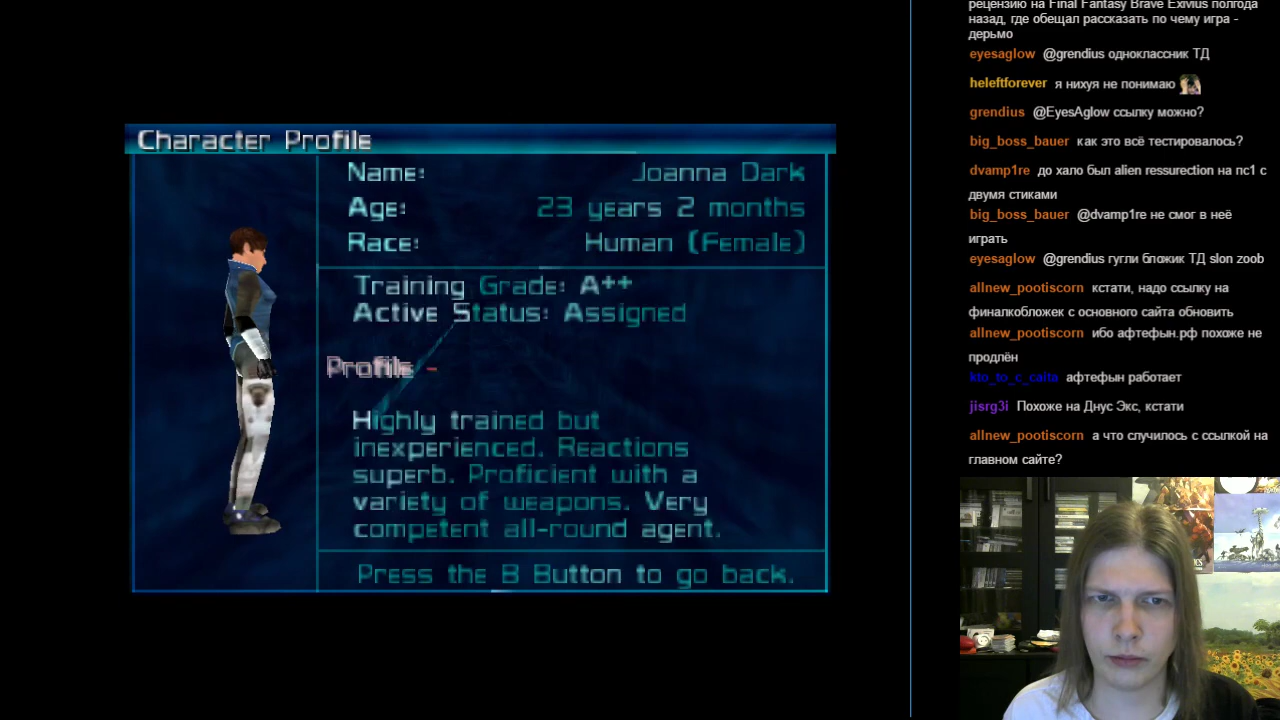 Character Profile
Name: Joanna Dark
Age: 23 years 2 months
Race: Human (Female)
Training Grade: A++
Active Status: Assigned
Profile -
Highly trained but
inexperienced. Reactions
superb. Proficient with a
variety of weapons. Very
competent all-round agent.
Press the B Button to go back.
рецензию на Final Fantasy Brave Exivius полгода
назад, где обещал рассказать по чему игра -
дерьмо
eyesaglow @grendius одноклассник ТД
heleftforever я нихуя не понимаю
grendius @EyesAglow ссылку можно?
big_boss_bauer как это всё тестировалось?
dvamp1re до хало был alien ressurection на пс1 с
двумя стиками
big_boss_bauer @dvamp1re не смог в неё
играть
eyesaglow @grendius гугли бложик ТД slon zoob
allnew_pootiscorn кстати, надо ссылку на
финалкобложек с основного сайта обновить
allnew_pootiscorn ибо афтефын.рф похоже не
продлён
kto_to_c_caita афтефын работает
jisrg3i Похоже на Днус Экс, кстати
allnew_pootiscorn а что случилось с ссылкой на
главном сайте?